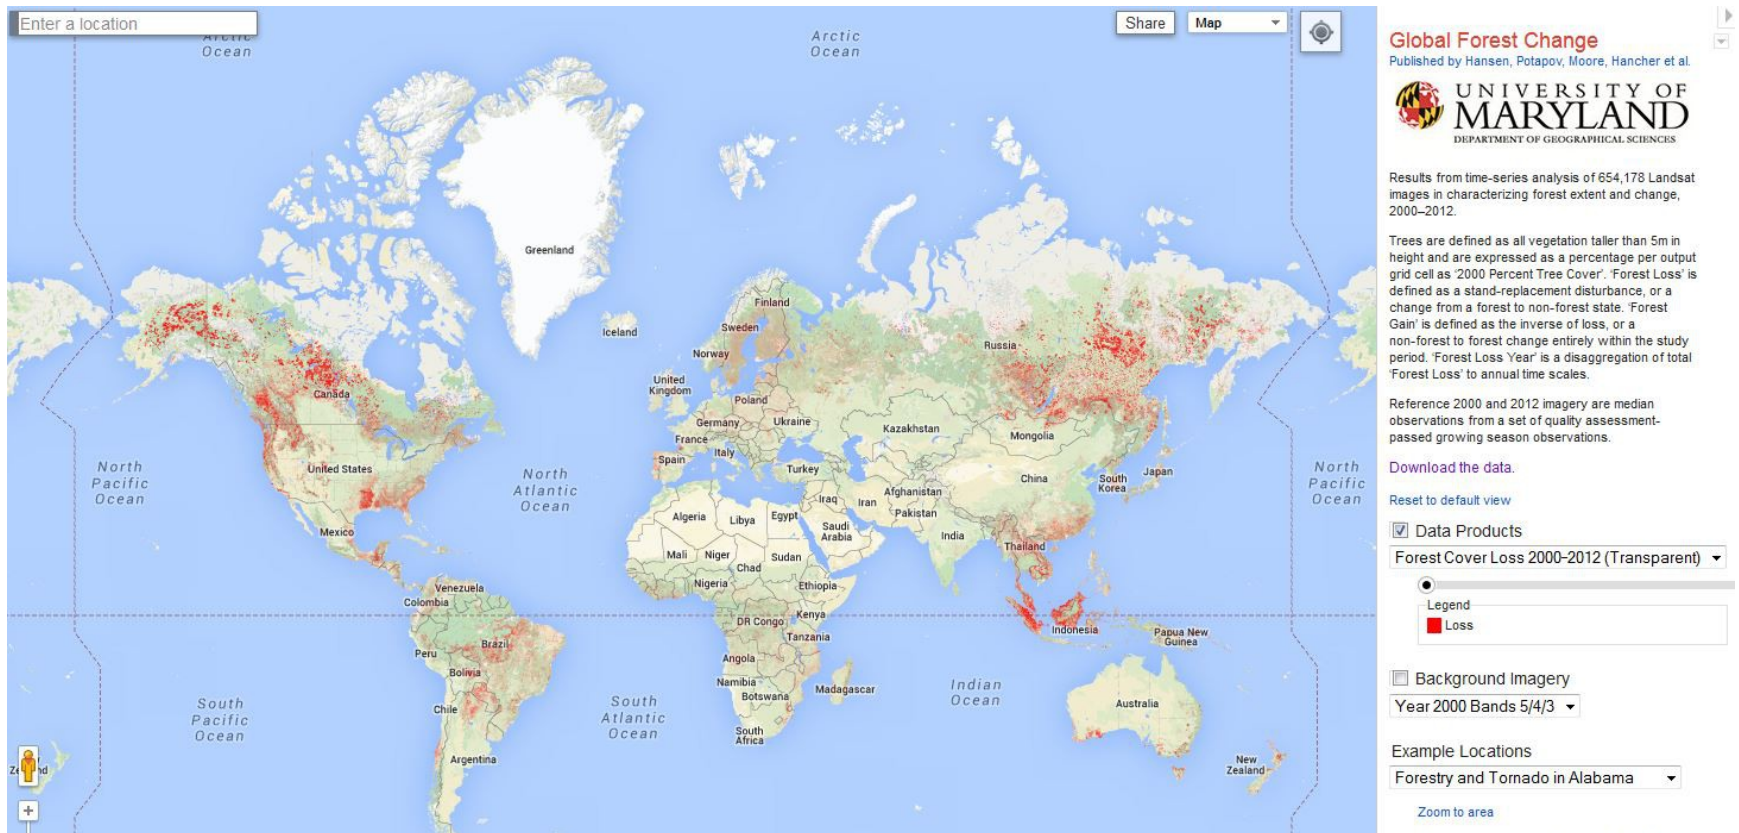 Enter a location
Arctic
Ocean
Arctic
Ocean
Share
Map
Greenland
Iceland
Finland
Sweden
Norway
Russia
United
Kingdom
Poland
Germany
Ukraine
France
Kazakhstan
Mongolia
Italy
Spain
Turkey
China
South
Korea
Japan
Canada
United States
North
Pacific
Ocean
North
Atlantic
Ocean
North
Pacific
Ocean
Iraq
Iran
Afghanistan
Pakistan
Algeria
Libya
Egypt
Saudi
Arabia
India
Thailand
Mexico
Mali
Niger
Chad
Sudan
Nigeria
Ethiopia
Venezuela
Colombia
DR Congo
Kenya
Tanzania
Indonesia
Papua New
Guinea
Brazil
Peru
Bolivia
Angola
Namibia
Botswana
Madagascar
Chile
South
Pacific
Ocean
South
Atlantic
Ocean
Indian
Ocean
Australia
South
Africa
Argentina
New
Zealand
Global Forest Change
Published by Hansen, Potapov, Moore, Hancher et al.
UNIVERSITY OF
MARYLAND
DEPARTMENT OF GEOGRAPHICAL SCIENCES
Results from time-series analysis of 654,178 Landsat
images in characterizing forest extent and change,
2000–2012.
Trees are defined as all vegetation taller than 5m in
height and are expressed as a percentage per output
grid cell as ‘2000 Percent Tree Cover’. ‘Forest Loss’ is
defined as a stand-replacement disturbance, or a
change from a forest to non-forest state. ‘Forest
Gain’ is defined as the inverse of loss, or a
non-forest to forest change entirely within the study
period. ‘Forest Loss Year’ is a disaggregation of total
‘Forest Loss’ to annual time scales.
Reference 2000 and 2012 imagery are median
observations from a set of quality assessment-
passed growing season observations.
Download the data.
Reset to default view
Data Products
Forest Cover Loss 2000–2012 (Transparent)
Legend
Loss
Background Imagery
Year 2000 Bands 5/4/3
Example Locations
Forestry and Tornado in Alabama
Zoom to area